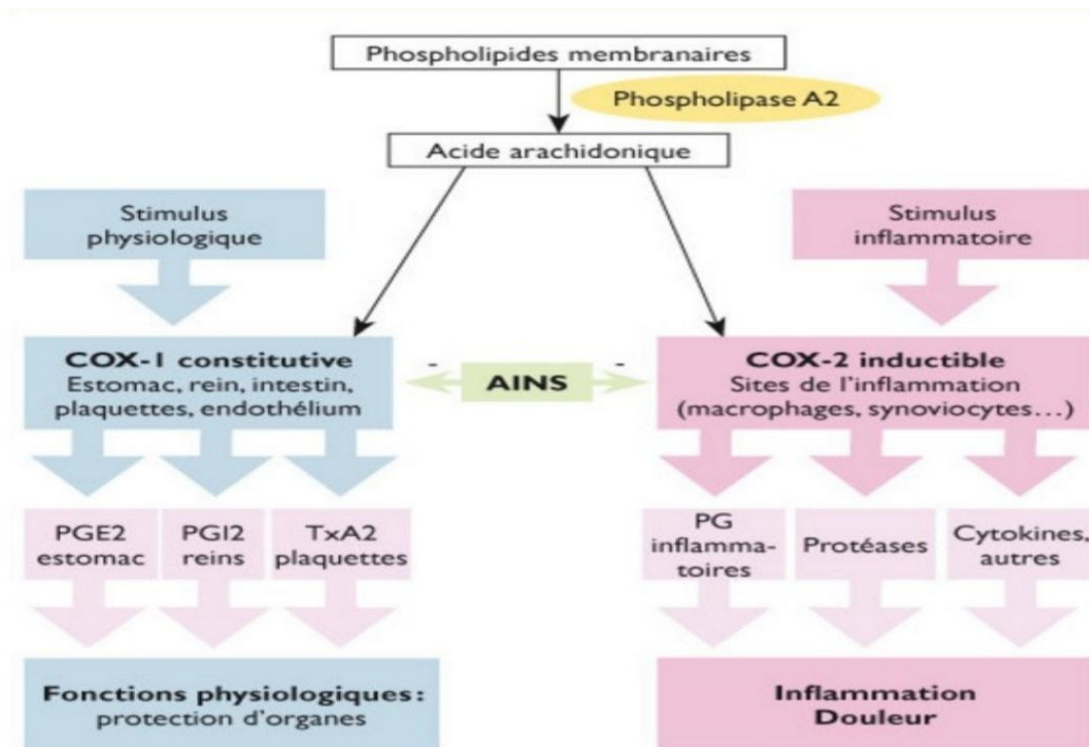 Phospholipides membranaires
Phospholipase A2
Acide arachidonique
Stimulus
physiologique
Stimulus
inflammatoire
COX-1 constitutive
Estomac, rein, intestin,
plaquettes, endothélium
-
AINS
-
COX-2 inductible
Sites de l'inflammation
(macrophages, synoviocytes...)
PGE2
estomac
PGI2
reins
TxA2
plaquettes
PG
inflamma-
toires
Protéases
Cytokines,
autres
Fonctions physiologiques :
protection d'organes
Inflammation
Douleur